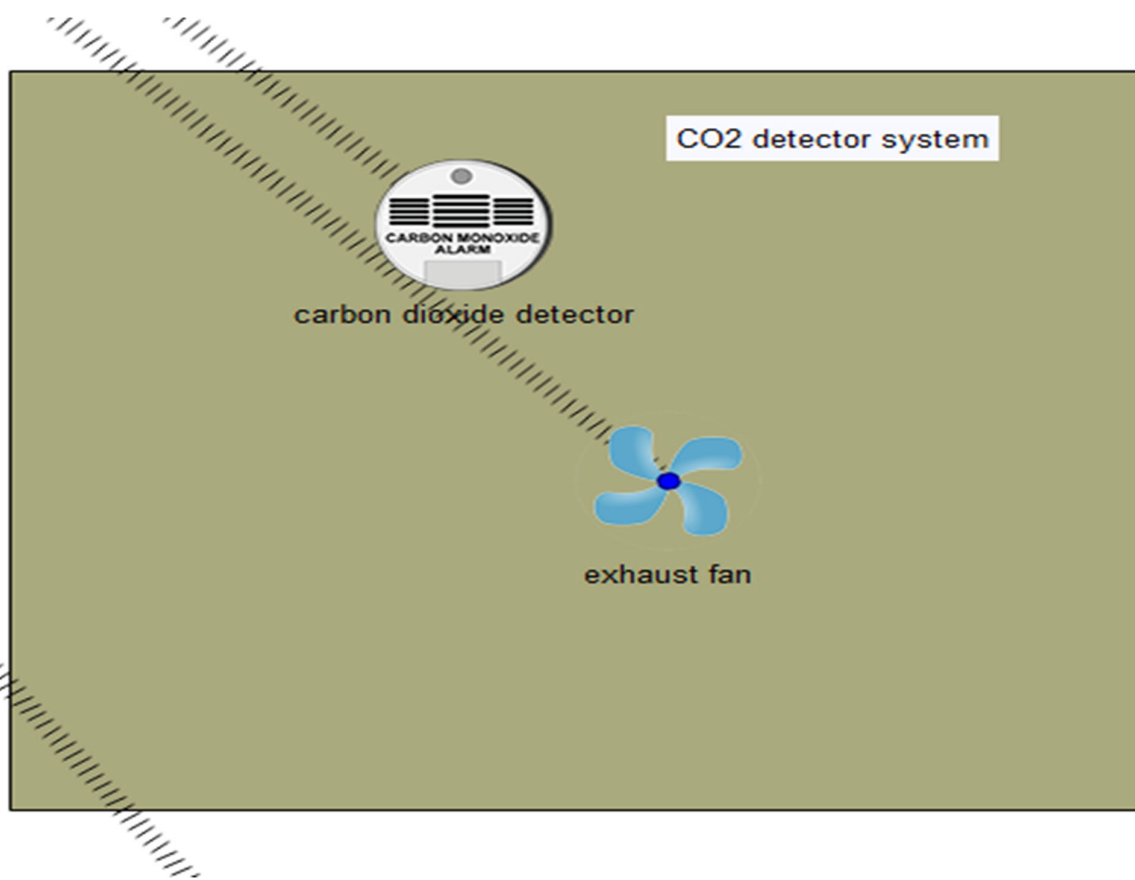 CO2 detector system
CARBON MONOXIDE
ALARM
carbon dioxide detector
exhaust fan